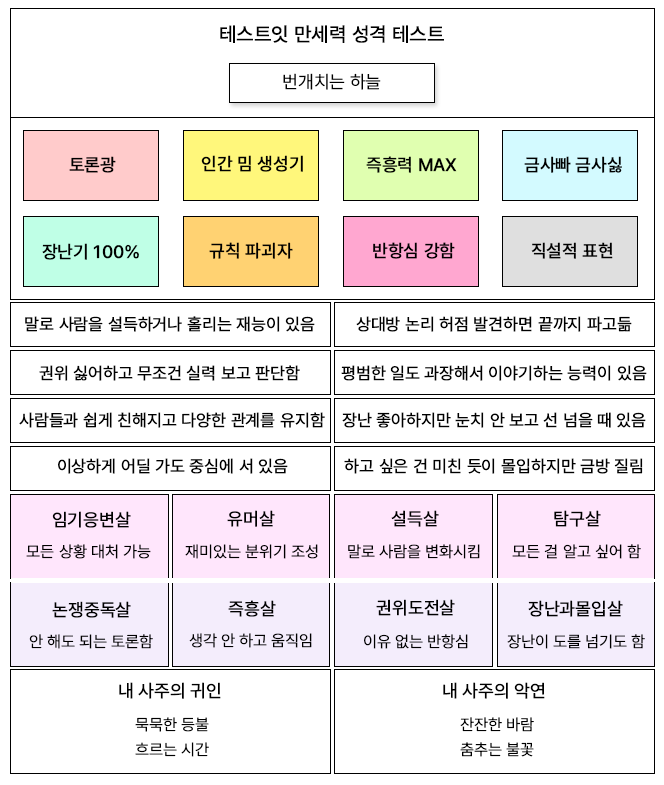 테스트잇 만세력 성격 테스트
번개치는 하늘
토론광
인간 밈 생성기
즉흥력 MAX
금사빠 금사싫
장난기 100%
규칙 파괴자
반항심 강함
직설적 표현
말로 사람을 설득하거나 홀리는 재능이 있음
상대방 논리 허점 발견하면 끝까지 파고듦
권위 싫어하고 무조건 실력 보고 판단함
평범한 일도 과장해서 이야기하는 능력이 있음
사람들과 쉽게 친해지고 다양한 관계를 유지함
장난 좋아하지만 눈치 안 보고 선 넘을 때 있음
이상하게 어딜 가도 중심에 서 있음
하고 싶은 건 미친 듯이 몰입하지만 금방 질림
임기응변살
모든 상황 대처 가능
유머살
재미있는 분위기 조성
설득살
말로 사람을 변화시킴
탐구살
모든 걸 알고 싶어 함
논쟁중독살
안 해도 되는 토론함
즉흥살
생각 안 하고 움직임
권위도전살
이유 없는 반항심
장난과몰입살
장난이 도를 넘기도 함
내 사주의 귀인
묵묵한 등불
흐르는 시간
내 사주의 악연
잔잔한 바람
춤추는 불꽃